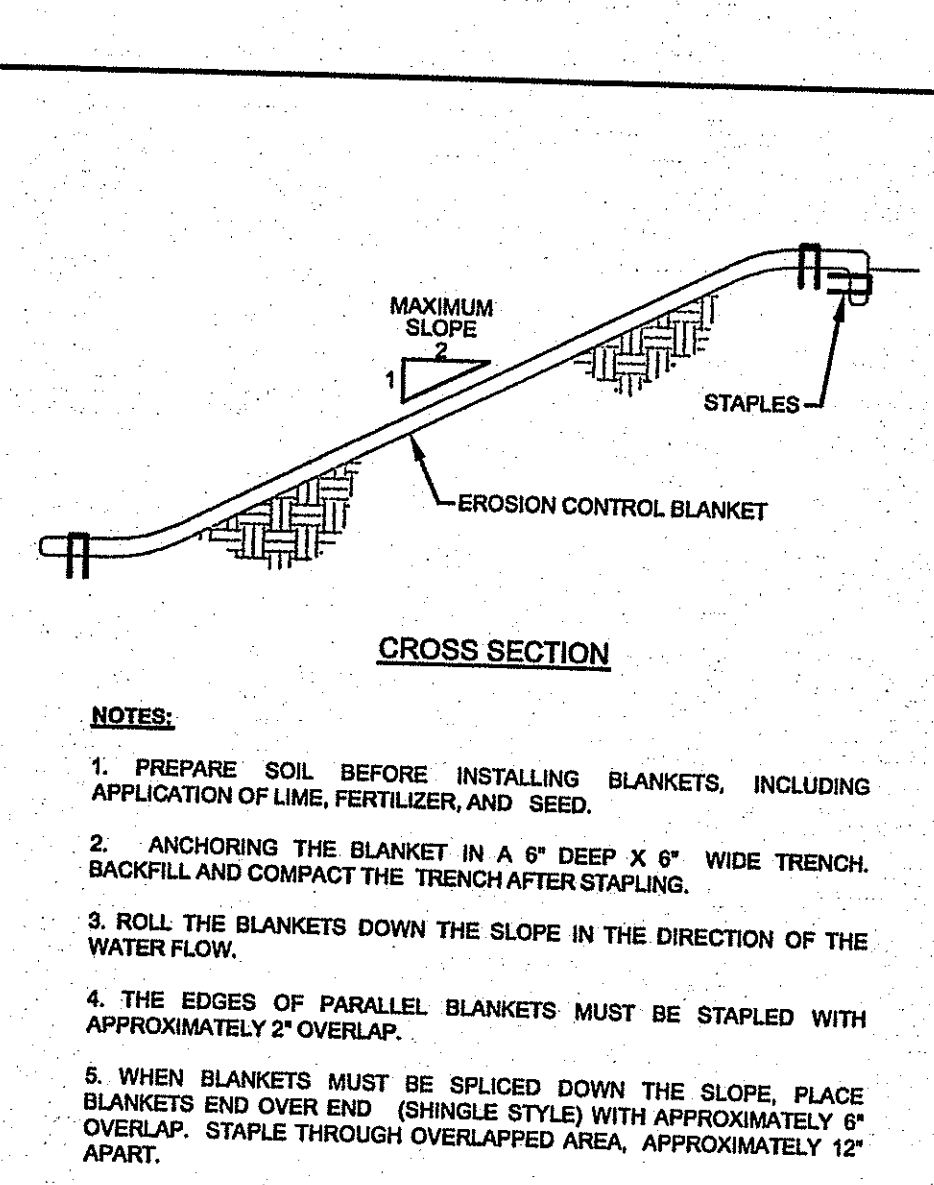 MAXIMUM
SLOPE
2
1
STAPLES
EROSION CONTROL BLANKET
CROSS SECTION
NOTES:
1. PREPARE SOIL BEFORE INSTALLING BLANKETS, INCLUDING
APPLICATION OF LIME, FERTILIZER, AND SEED.
2. ANCHORING THE BLANKET IN A 6" DEEP X 6" WIDE TRENCH.
BACKFILL AND COMPACT THE TRENCH AFTER STAPLING.
3. ROLL THE BLANKETS DOWN THE SLOPE IN THE DIRECTION OF THE
WATER FLOW.
4. THE EDGES OF PARALLEL BLANKETS MUST BE STAPLED WITH
APPROXIMATELY 2" OVERLAP.
5. WHEN BLANKETS MUST BE SPLICED DOWN THE SLOPE, PLACE
BLANKETS END OVER END (SHINGLE STYLE) WITH APPROXIMATELY 6"
OVERLAP. STAPLE THROUGH OVERLAPPED AREA, APPROXIMATELY 12"
APART.